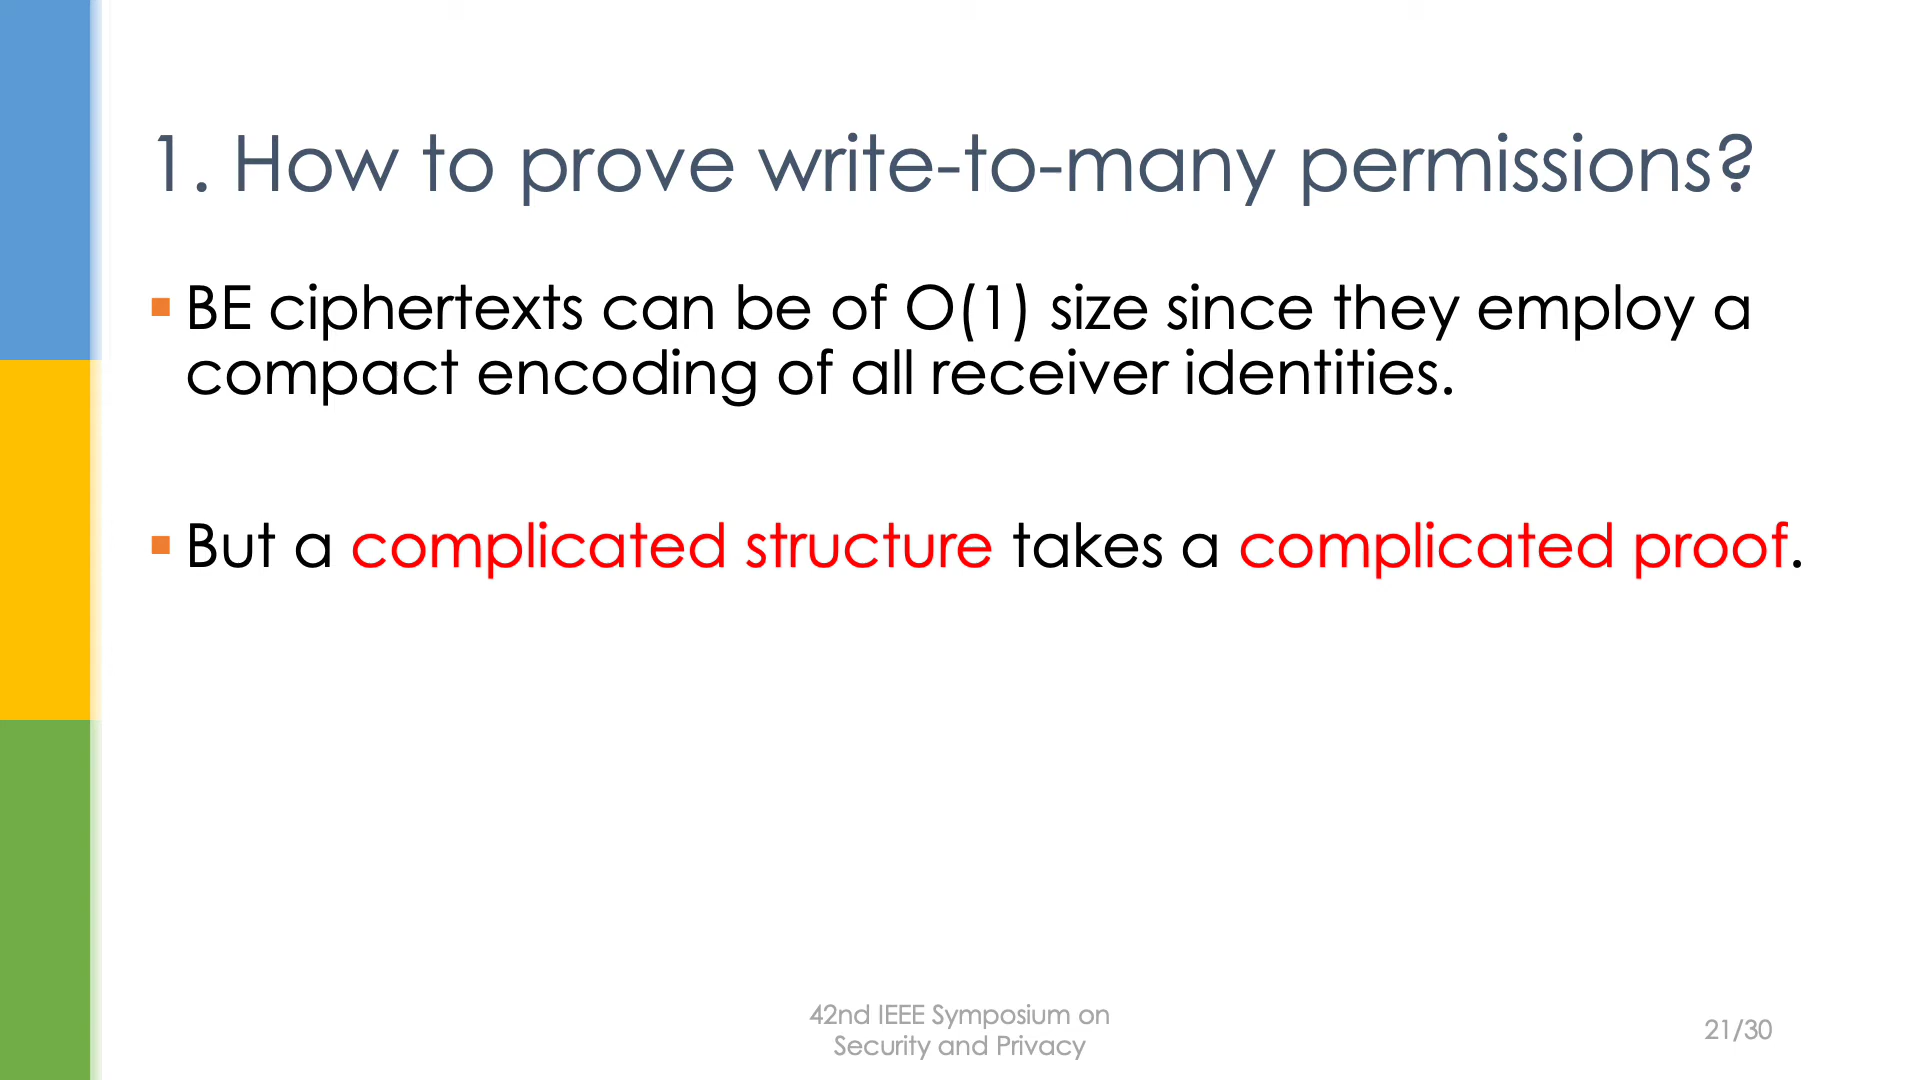 1. How to prove write-to-many permissions?
BE ciphertexts can be of O(1) size since they employ a
compact encoding of all receiver identities.
But a complicated structure takes a complicated proof.
42nd IEEE Symposium on
Security and Privacy
21/30